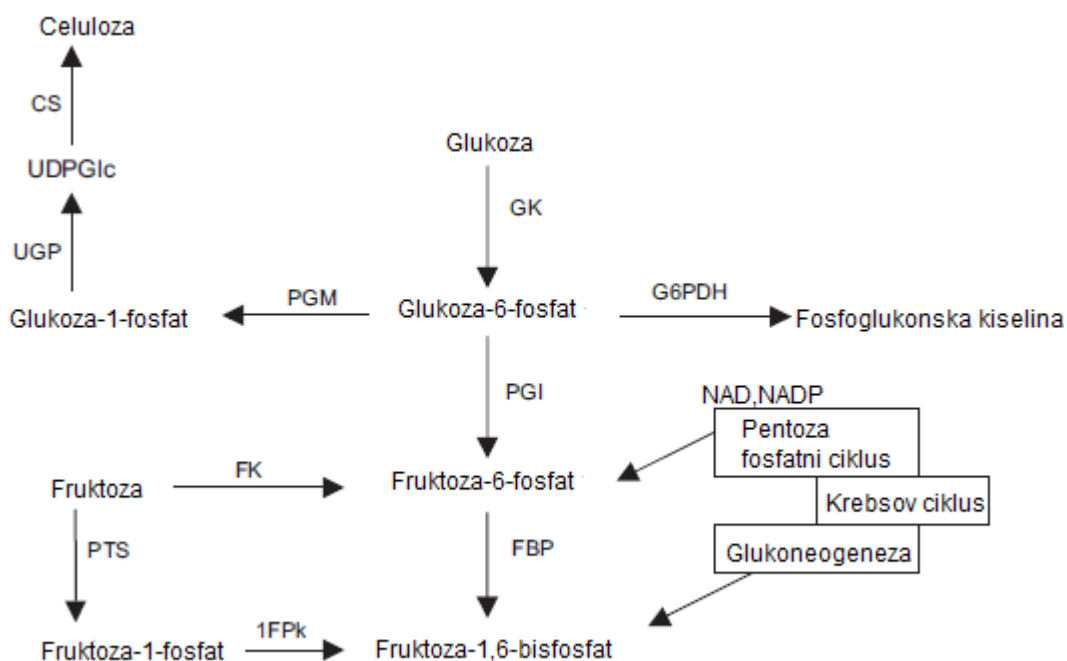 Celuloza
CS
UDPGlc
UGP
Glukoza-1-fosfat
PGM
Glukoza
GK
Glukoza-6-fosfat
G6PDH
Fosfoglukonska kiselina
PGI
NAD,NADP
Pentoza
fosfatni ciklus
Krebsov ciklus
Glukoneogeneza
Fruktoza
FK
Fruktoza-6-fosfat
PTS
FBP
Fruktoza-1-fosfat
1FPk
Fruktoza-1,6-bisfosfat